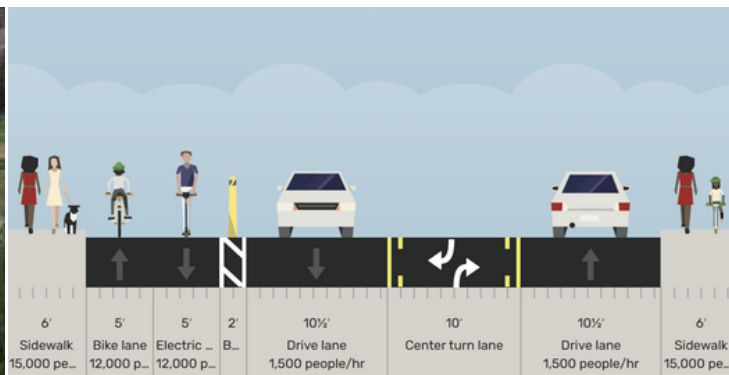 6′
Sidewalk
15,000 pe...
5′
Bike lane
12,000 p...
5′
Electric ...
12,000 p...
2′
B...
10½′
Drive lane
1,500 people/hr
10′
Center turn lane
10½′
Drive lane
1,500 people/hr
6′
Sidewalk
15,000 pe...